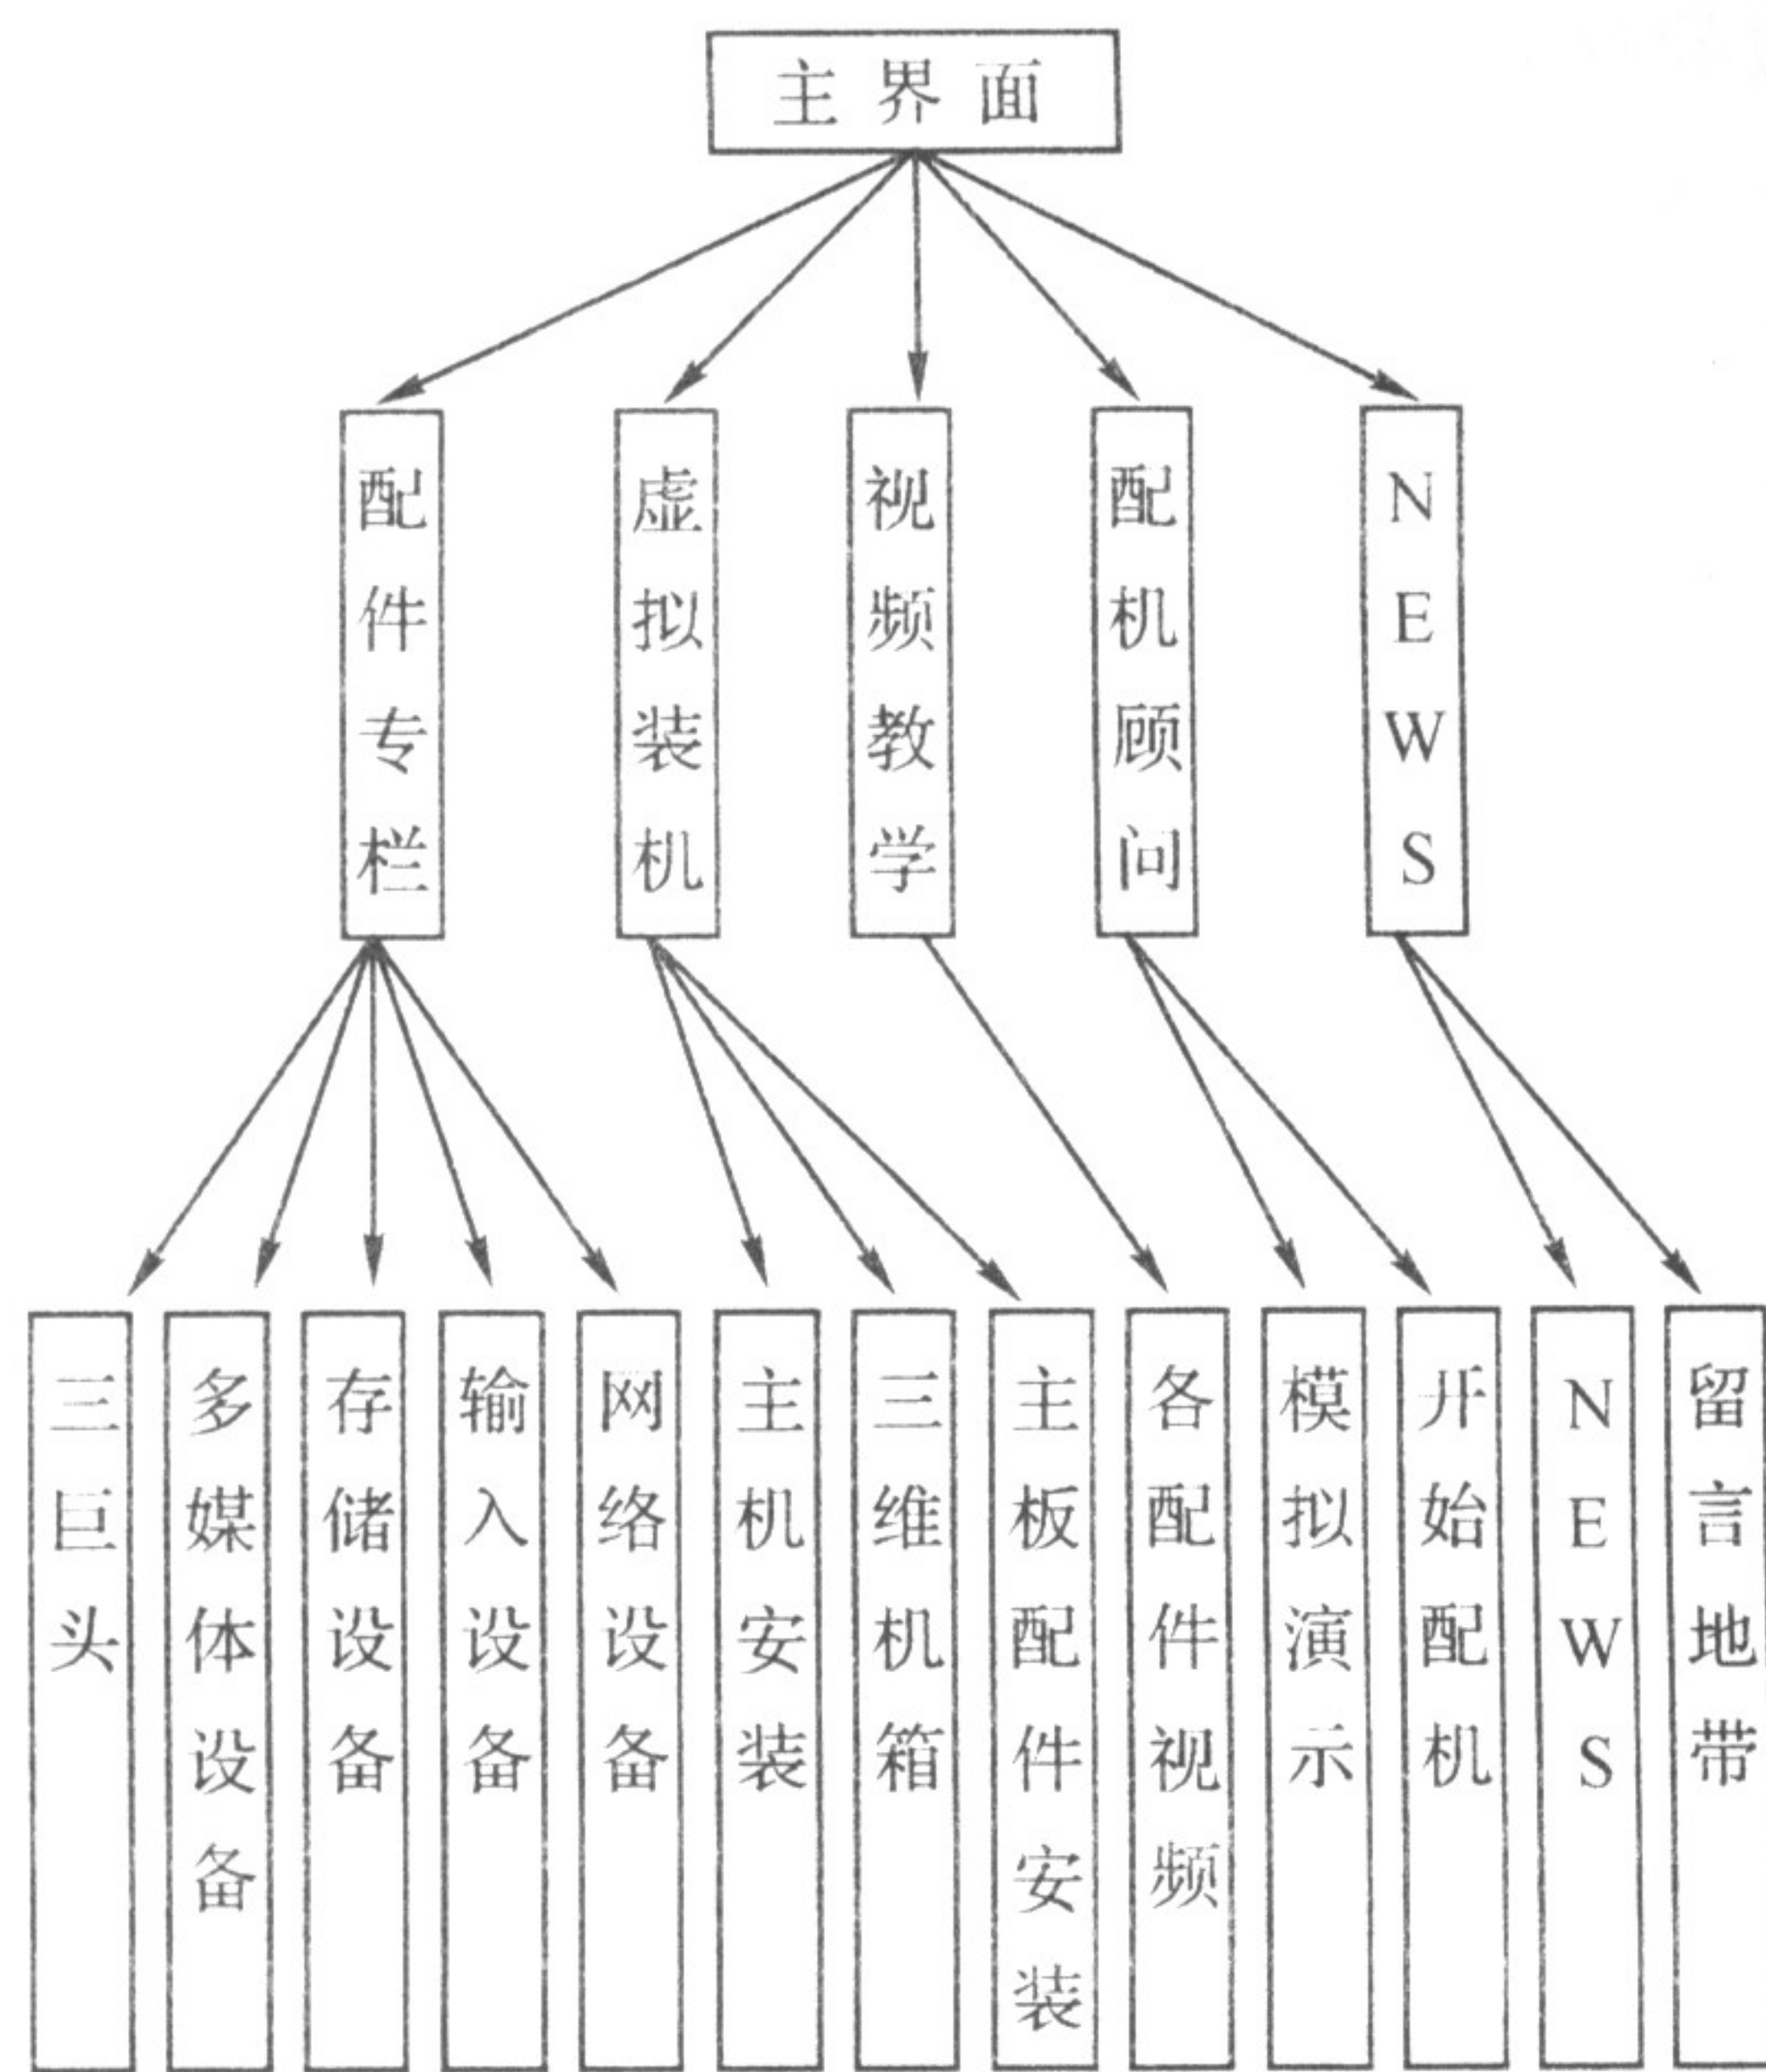 主界面
配件专栏
虚拟装机
视频教学
配机顾问
NEWS
三巨头
多媒体设备
存储设备
输入设备
网络设备
主机安装
三维机箱
主板配件安装
各配件视频
模拟演示
开始配机
NEWS
留言地带